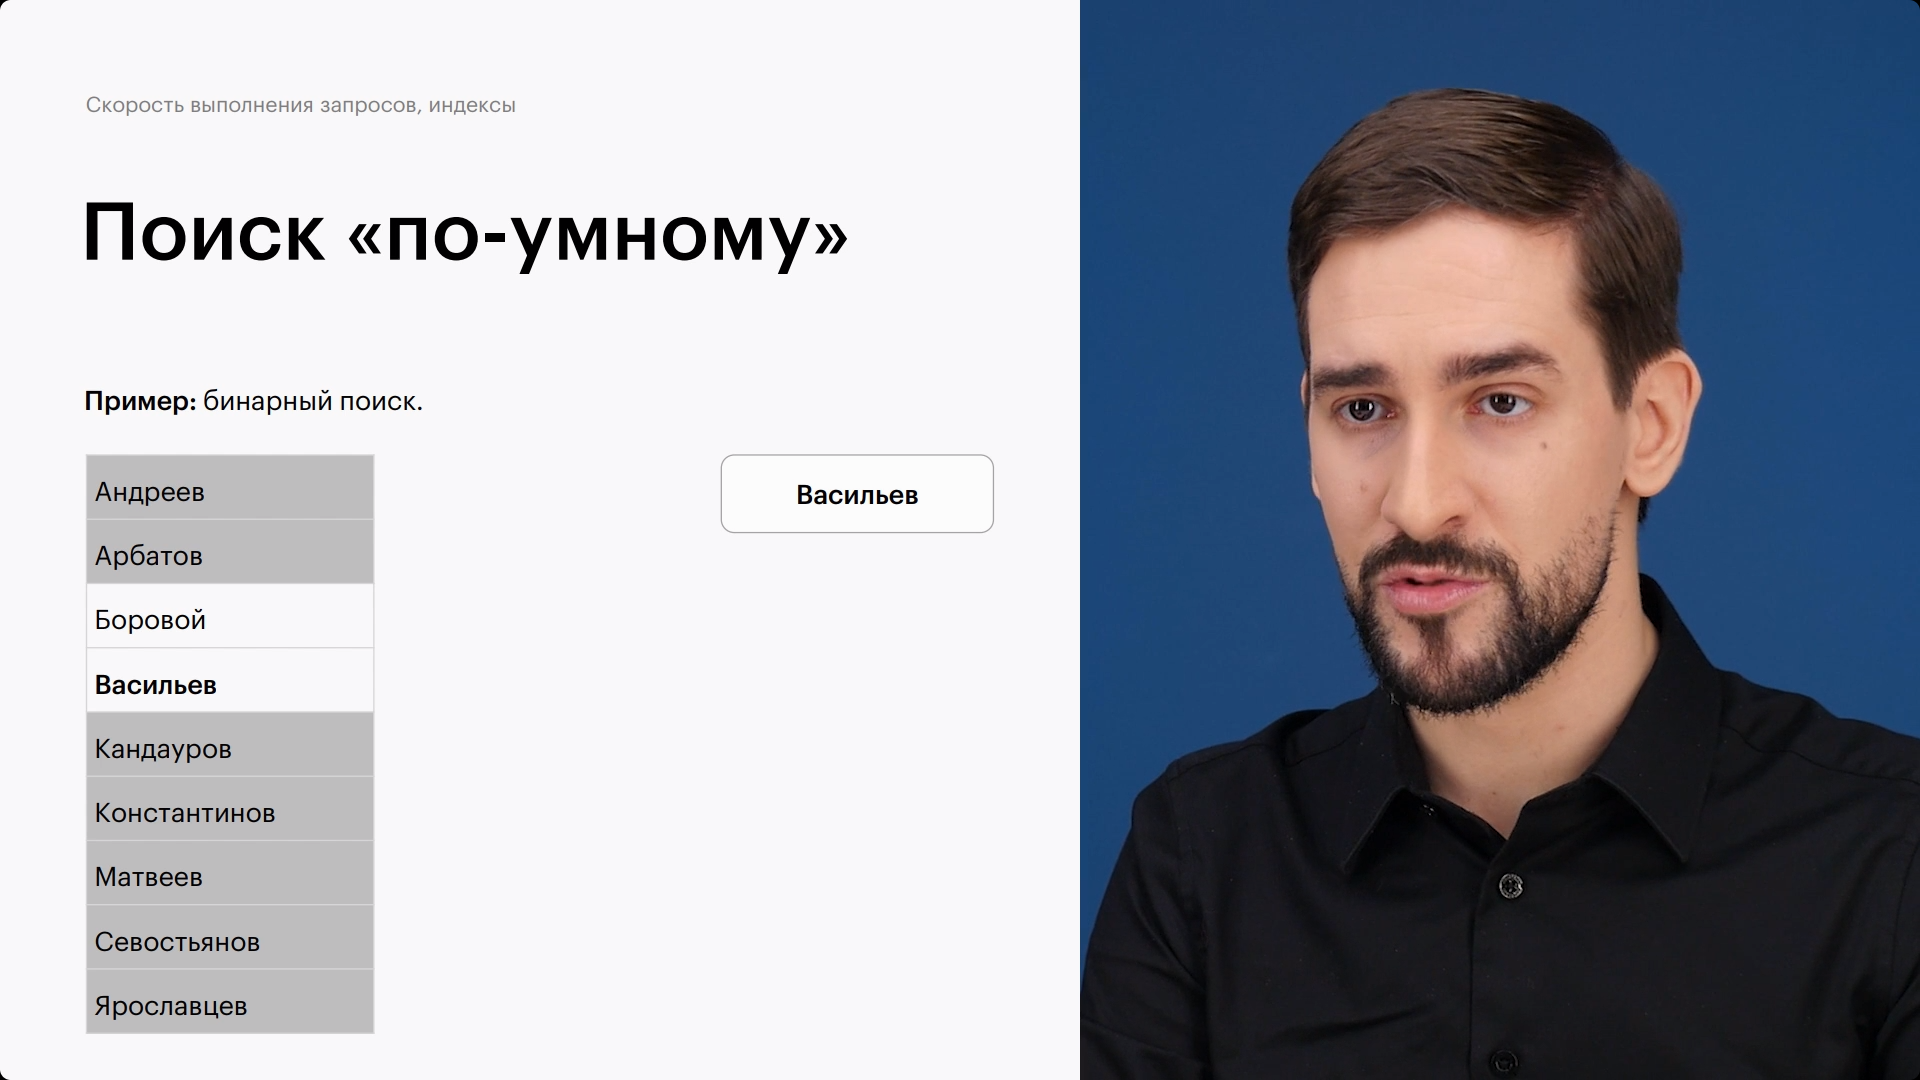 Скорость выполнения запросов, индексы
Поиск «по-умному»
Пример: бинарный поиск.
Васильев
Андреев
Арбатов
Боровой
Васильев
Кандауров
Константинов
Матвеев
Севостьянов
Ярославцев